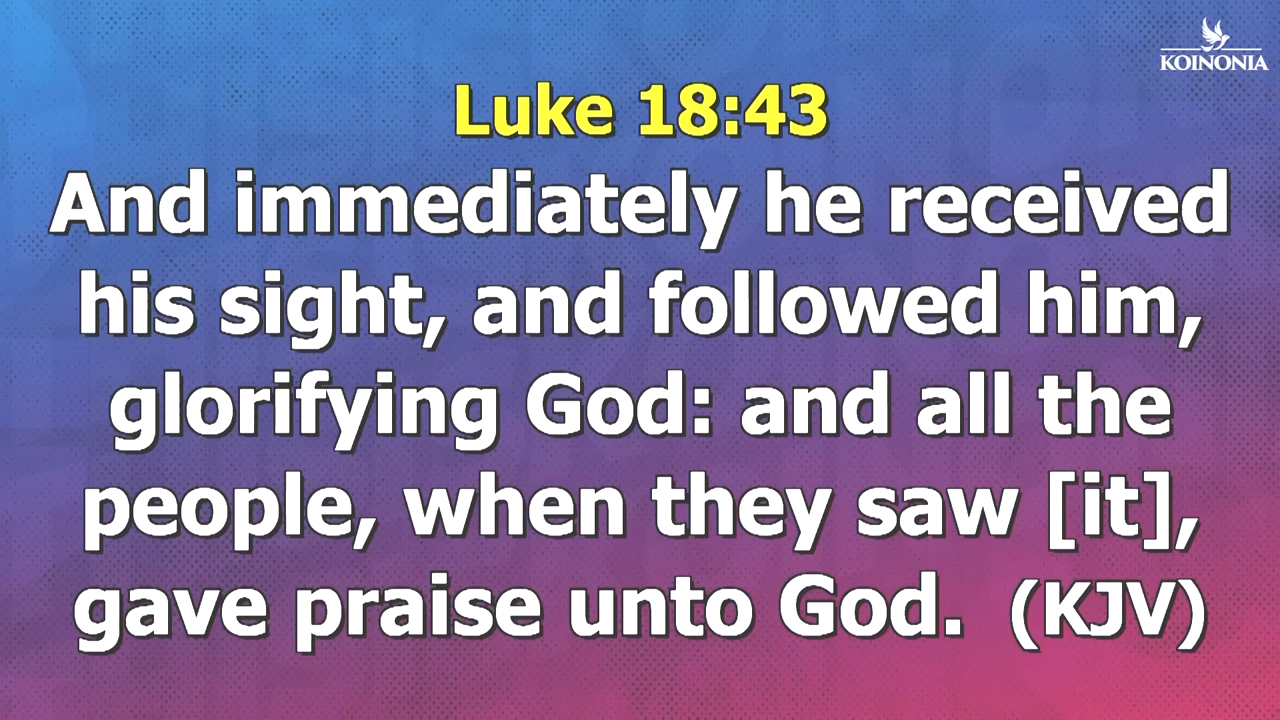 KOINONIA
Luke 18:43
And immediately he received
his sight, and followed him,
glorifying God: and all the
people, when they saw [it],
gave praise unto God.  (KJV)